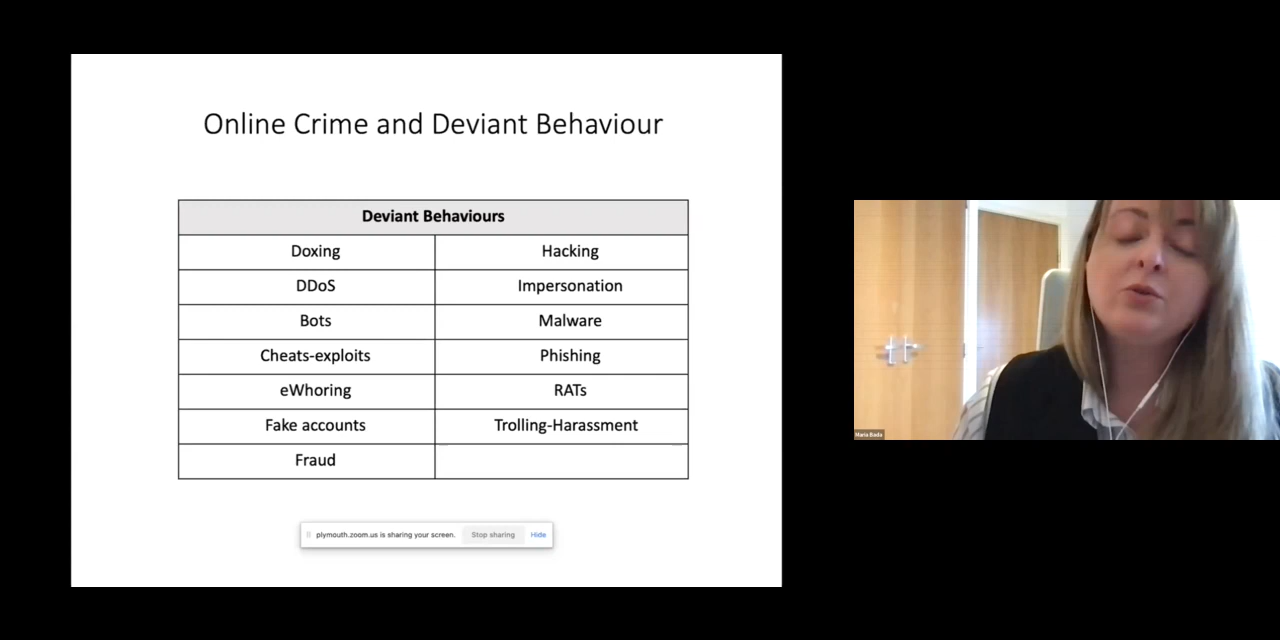 Online Crime and Deviant Behaviour
Deviant Behaviours
Doxing Hacking
DDoS Impersonation
Bots Malware
Cheats-exploits Phishing
eWhoring RATs
Fake accounts Trolling-Harassment
Fraud
plymouth.zoom.us is sharing your screen. Stop sharing Hide
Maria Bada